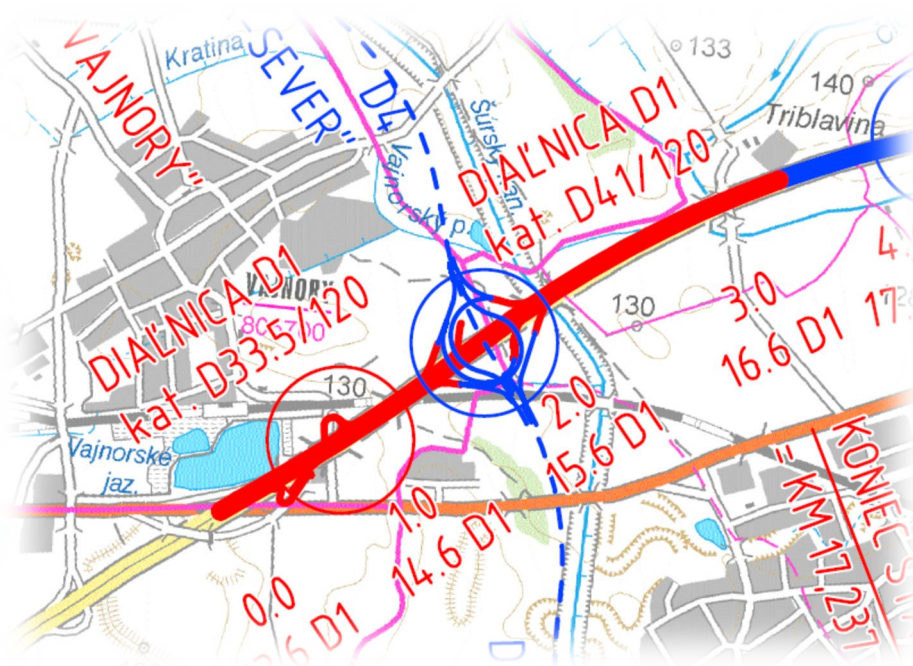 Kratina
VAJNORY"
SEVER"
D4
Vajnorský p.
133
140
Triblavina
DIAĽNICA D1
kat. D41/120
VAJNORY
DIAĽNICA D1
kat. D33.5/120
130
130
Vajnorské
jaz.
3.0
16.6 D1
4.
17.
2.0
15.6 D1
1.0
14.6 D1
0.0
KONIEC
= KM 17,237